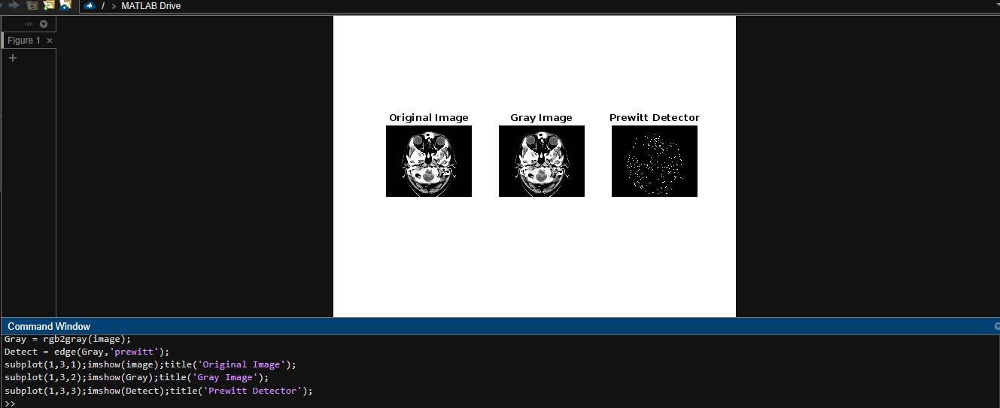 / > MATLAB Drive
Figure 1 ×
+
Original Image Gray Image Prewitt Detector
Command Window
Gray = rgb2gray(image);
Detect = edge(Gray,'prewitt');
subplot(1,3,1);imshow(image);title('Original Image');
subplot(1,3,2);imshow(Gray);title('Gray Image');
subplot(1,3,3);imshow(Detect);title('Prewitt Detector');
>>